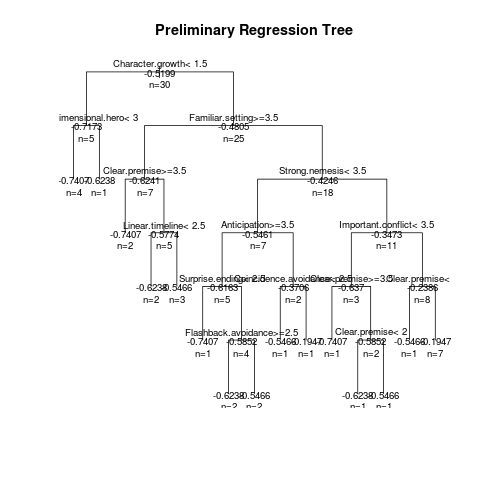 Preliminary Regression Tree
Character.growth< 1.5
-0.5199
n=30
imensional.hero< 3
Familiar.setting>=3.5
-0.7173
-0.4805
n=5
n=25
Clear.premise>=3.5
Strong.nemesis< 3.5
-0.7407
-0.6238
-0.6241
-0.4246
n=4
n=1
n=7
n=18
Linear.timeline< 2.5
Anticipation>=3.5
Important.conflict< 3.5
-0.7407
-0.5774
-0.5461
-0.3473
n=2
n=5
n=7
n=11
Clear.premise>=3.5
Clear.premise<
-0.6238
-0.5466
-0.6163
-0.3706
-0.637
-0.2386
n=2
n=3
n=5
n=2
n=3
n=8
Flashback.avoidance>=2.5
Clear.premise< 2
-0.7407
-0.5852
-0.5466
-0.1947
-0.7407
-0.5852
-0.5466
-0.1947
n=1
n=4
n=1
n=1
n=1
n=2
n=1
n=7
-0.6238
-0.5466
-0.6238
-0.5466
n=2
n=2
n=1
n=1